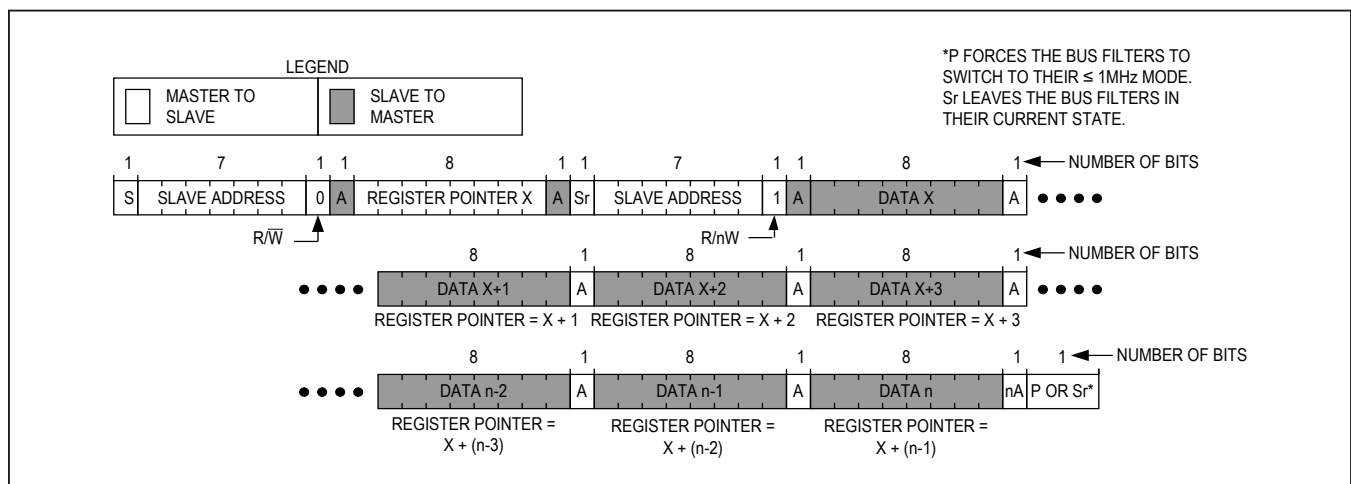 LEGEND
MASTER TO
SLAVE
SLAVE TO
MASTER
*P FORCES THE BUS FILTERS TO
SWITCH TO THEIR ≤ 1MHz MODE.
Sr LEAVES THE BUS FILTERS IN
THEIR CURRENT STATE.
1 7 1 1 8 1 1 7 1 1 8 1 NUMBER OF BITS
S SLAVE ADDRESS 0 A REGISTER POINTER X A Sr SLAVE ADDRESS 1 A DATA X A
R/W̅ R/nW
8 1 8 1 8 1 NUMBER OF BITS
DATA X+1 A DATA X+2 A DATA X+3 A
REGISTER POINTER = X + 1 REGISTER POINTER = X + 2 REGISTER POINTER = X + 3
8 1 8 1 8 1 1 NUMBER OF BITS
DATA n-2 A DATA n-1 A DATA n nA P OR Sr*
REGISTER POINTER = REGISTER POINTER = REGISTER POINTER =
X + (n-3) X + (n-2) X + (n-1)